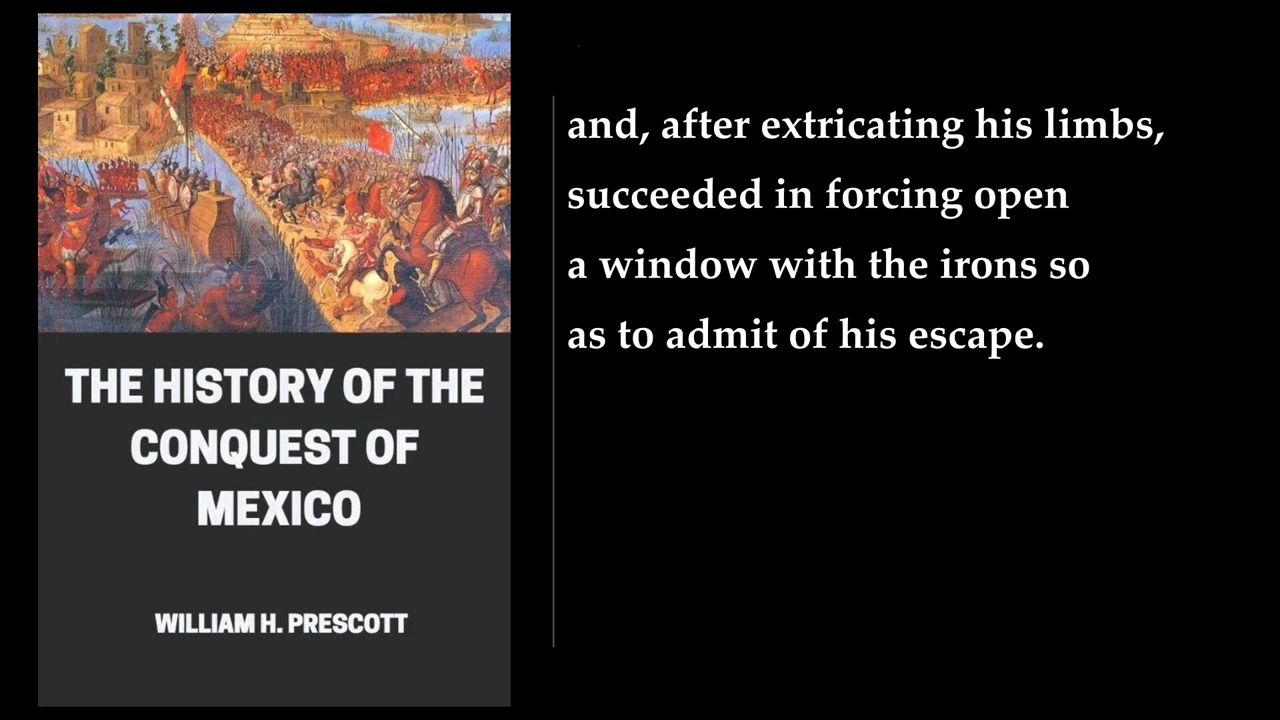 THE HISTORY OF THE
CONQUEST OF
MEXICO
WILLIAM H. PRESCOTT
and, after extricating his limbs,
succeeded in forcing open
a window with the irons so
as to admit of his escape.